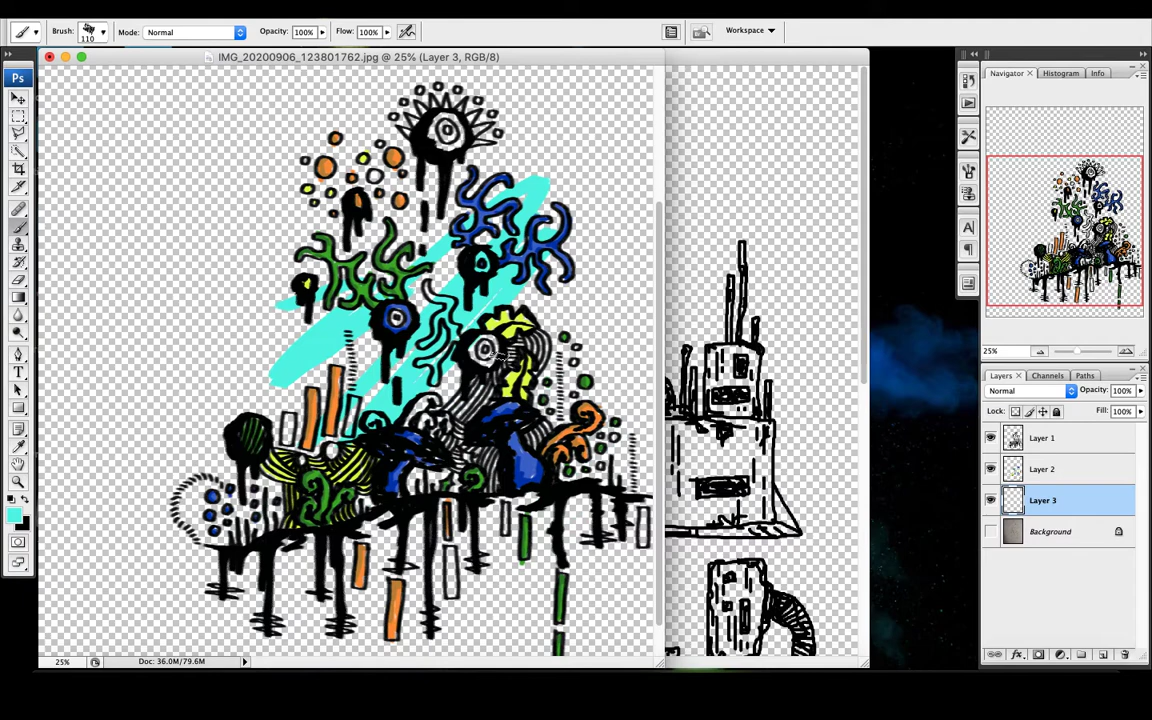 Brush: 110 Mode: Normal Opacity: 100% Flow: 100% Workspace
IMG_20200906_123801762.jpg @ 25% (Layer 3, RGB/8)
Ps
T
25% Doc: 36.0M/79.6M
A
Navigator Histogram Info
25%
Layers Channels Paths
Normal Opacity: 100%
Lock: Fill: 100%
Layer 1
Layer 2
Layer 3
Background
fx